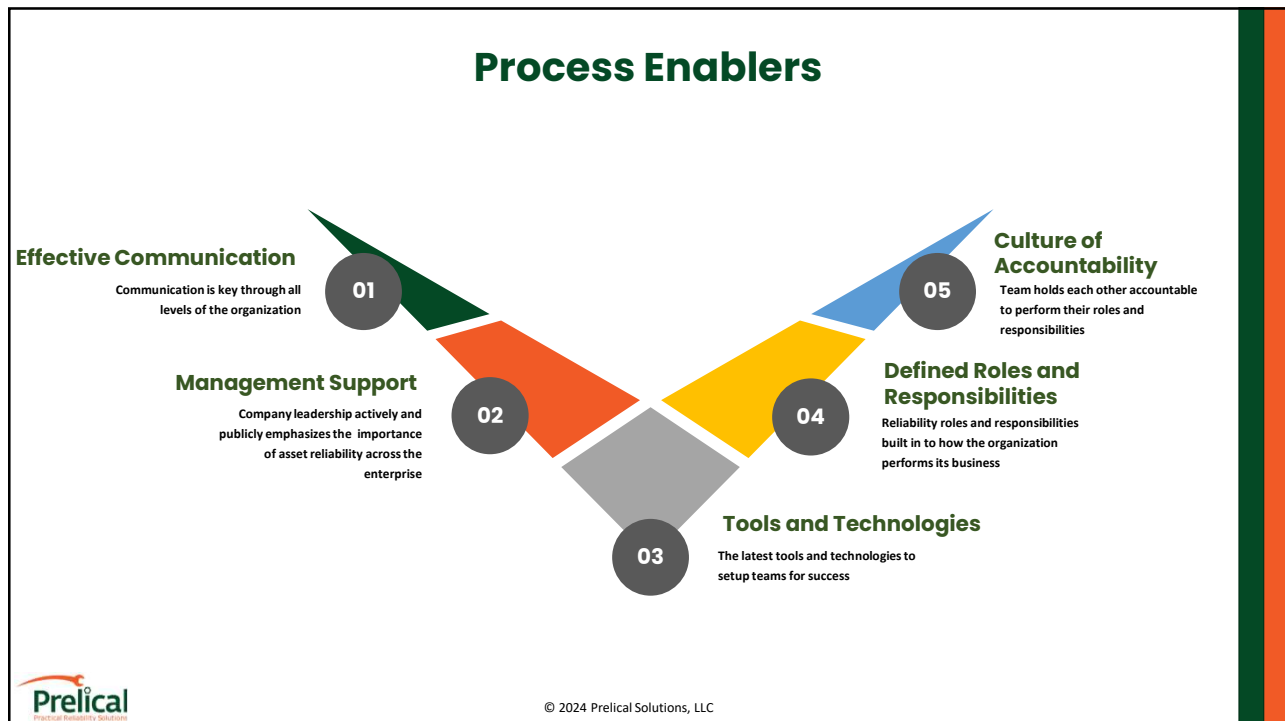 Process Enablers
Effective Communication
Communication is key through all
levels of the organization
01
Management Support
Company leadership actively and
publicly emphasizes the importance
of asset reliability across the
enterprise
02
03
Tools and Technologies
The latest tools and technologies to
setup teams for success
04
Defined Roles and
Responsibilities
Reliability roles and responsibilities
built in to how the organization
performs its business
05
Culture of
Accountability
Team holds each other accountable
to perform their roles and
responsibilities
Prelical
Practical Reliability Solutions
© 2024 Prelical Solutions, LLC